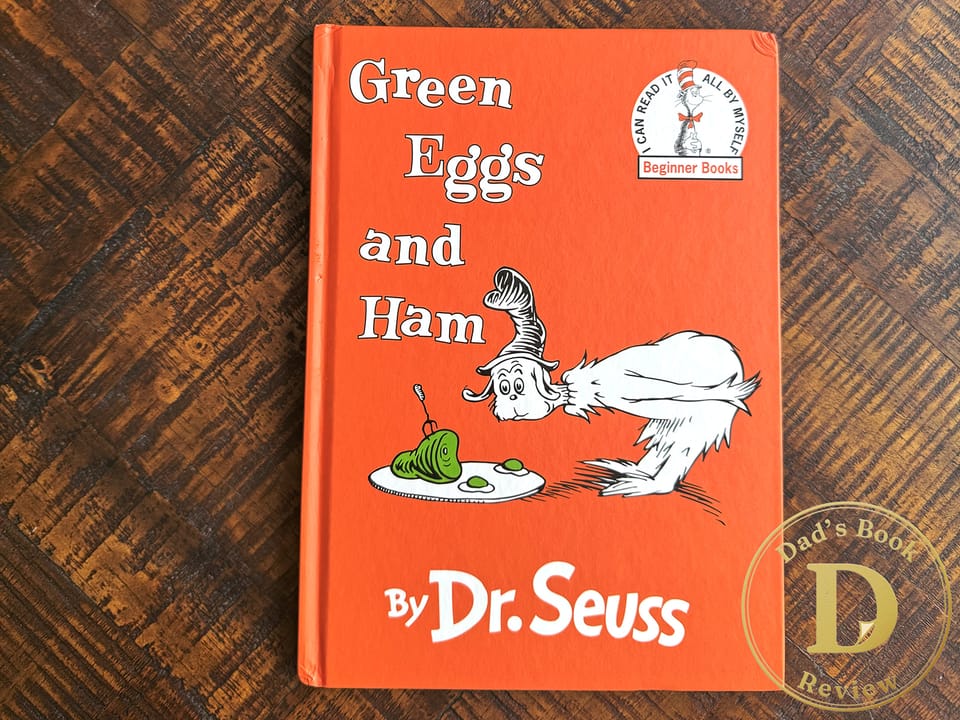 Green
Eggs
and
Ham
I CAN READ IT ALL BY MYSELF
®
Beginner Books
By Dr. Seuss
Dad's Book
D
Review